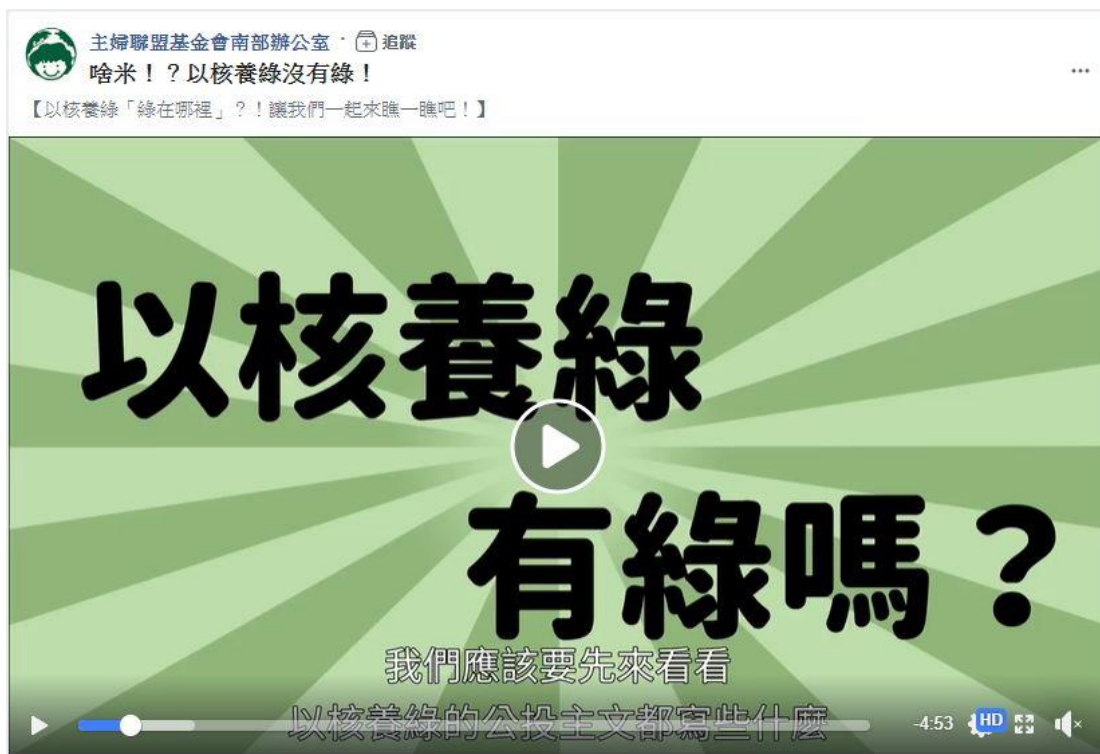 主婦聯盟基金會南部辦公室 · 追蹤
啥米！？以核養綠沒有綠！
【以核養綠「綠在哪裡」？！讓我們一起來瞧一瞧吧！】
以核養綠
有綠嗎？
我們應該要先來看看
以核養綠的公投主文都寫些什麼
-4:53 HD